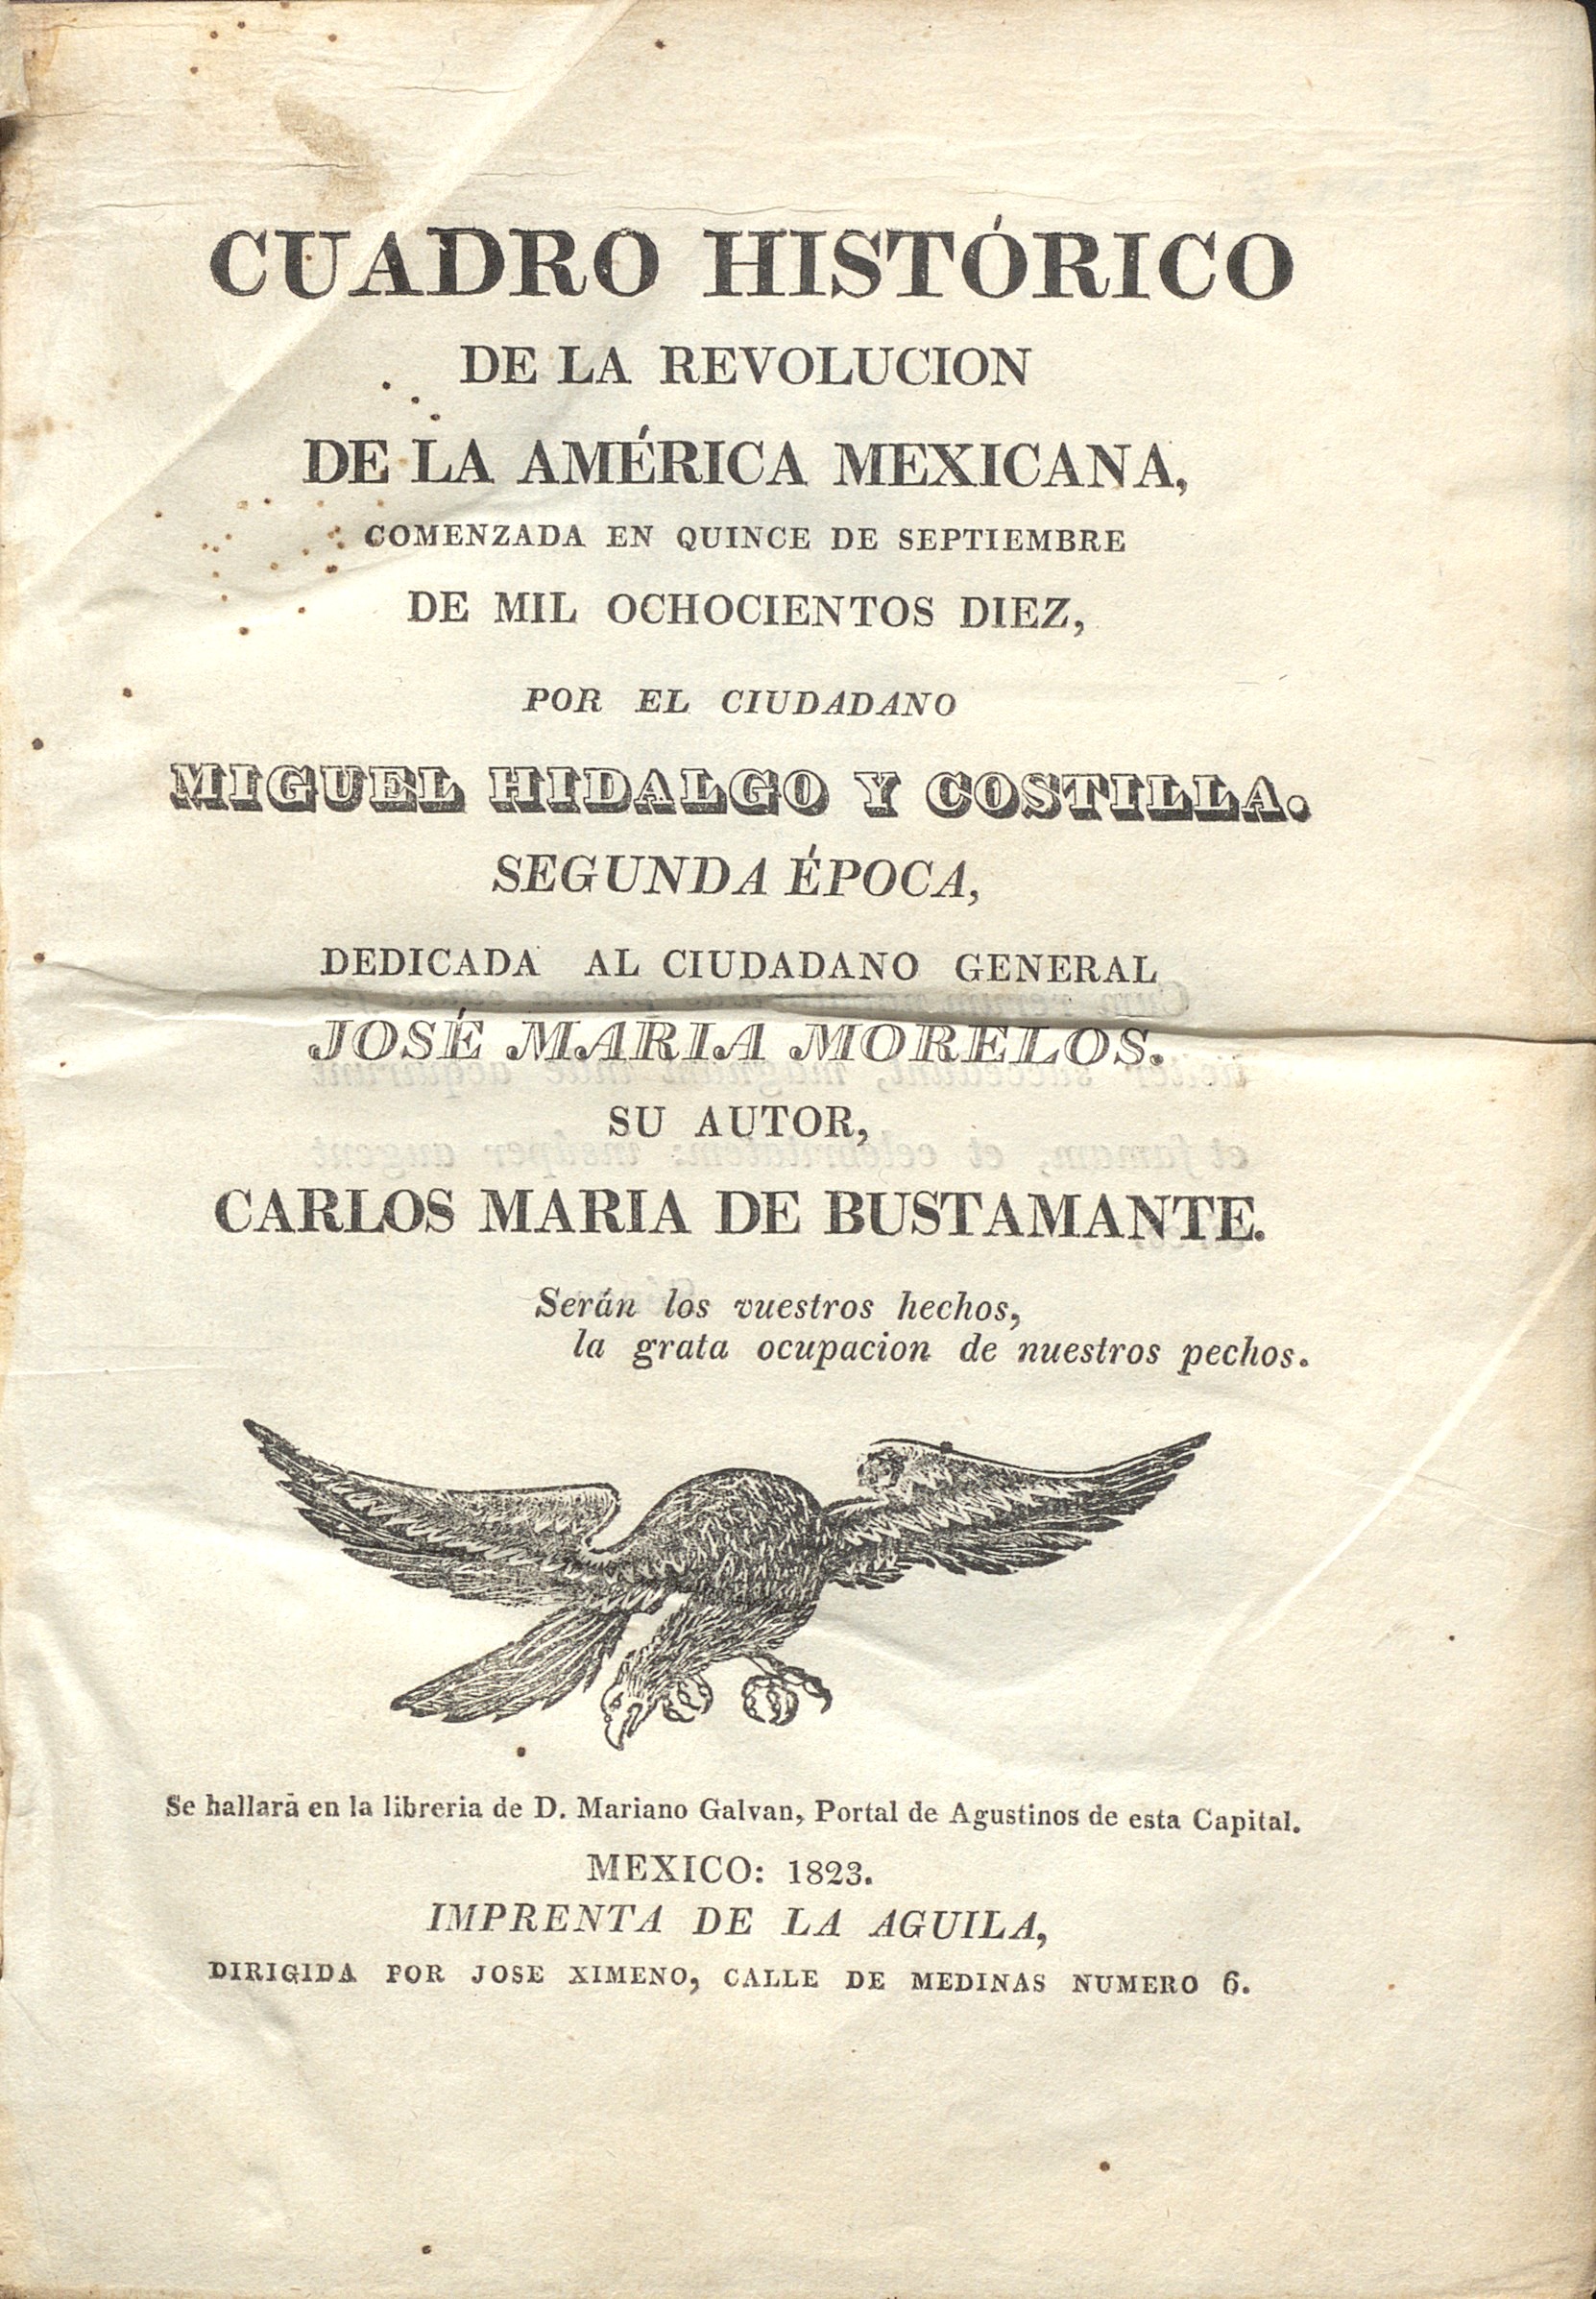 CUADRO HISTÓRICO
DE LA REVOLUCION
DE LA AMÉRICA MEXICANA,
COMENZADA EN QUINCE DE SEPTIEMBRE
DE MIL OCHOCIENTOS DIEZ,
POR EL CIUDADANO
MIGUEL HIDALGO Y COSTILLA.
SEGUNDA ÉPOCA,
DEDICADA AL CIUDADANO GENERAL
JOSÉ MARIA MORELOS.
SU AUTOR,
CARLOS MARIA DE BUSTAMANTE.
Serán los vuestros hechos,
la grata ocupacion de nuestros pechos.
Se hallará en la libreria de D. Mariano Galvan, Portal de Agustinos de esta Capital.
MEXICO: 1823.
IMPRENTA DE LA AGUILA,
DIRIGIDA POR JOSE XIMENO, CALLE DE MEDINAS NUMERO 6.